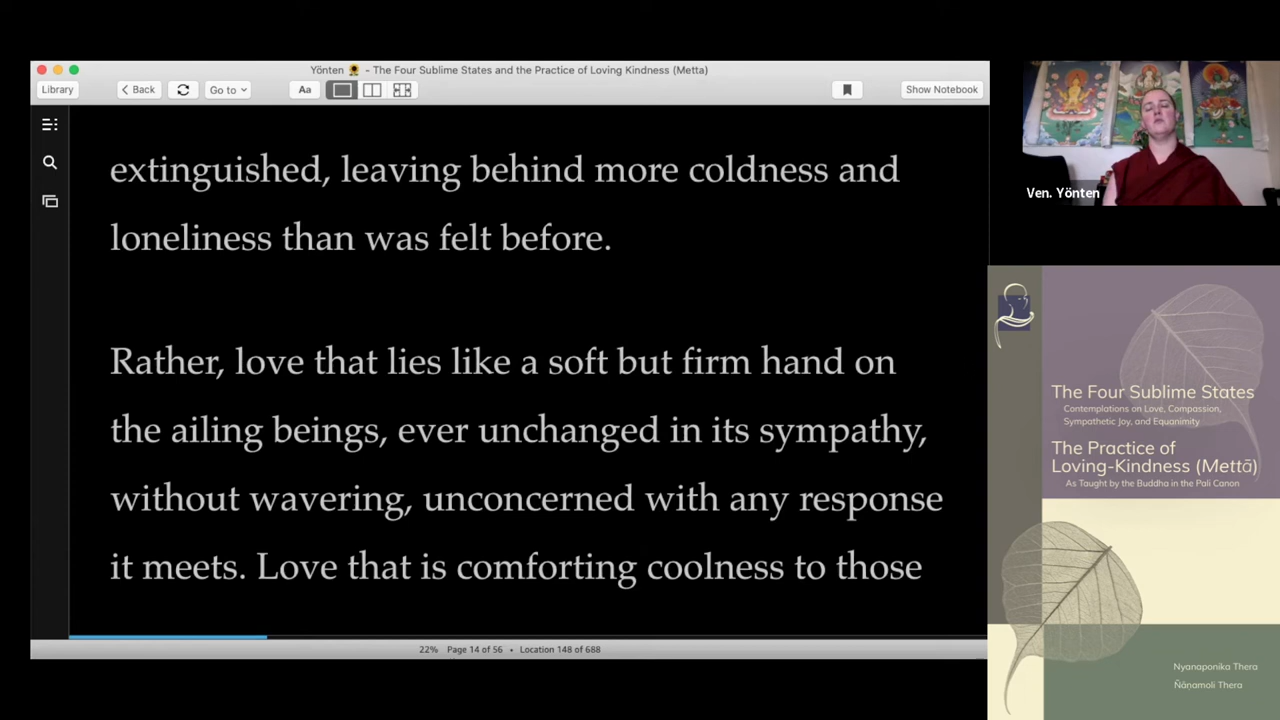 Yönten 🌻 - The Four Sublime States and the Practice of Loving Kindness (Metta)
Library
Back
Go to
Aa
Show Notebook
extinguished, leaving behind more coldness and
loneliness than was felt before.
Rather, love that lies like a soft but firm hand on
the ailing beings, ever unchanged in its sympathy,
without wavering, unconcerned with any response
it meets. Love that is comforting coolness to those
22% Page 14 of 56 • Location 148 of 688
Ven. Yönten
The Four Sublime States
Contemplations on Love, Compassion,
Sympathetic Joy, and Equanimity
The Practice of
Loving-Kindness (Mettā)
As Taught by the Buddha in the Pali Canon
Nyanaponika Thera
Ñāṇamoli Thera